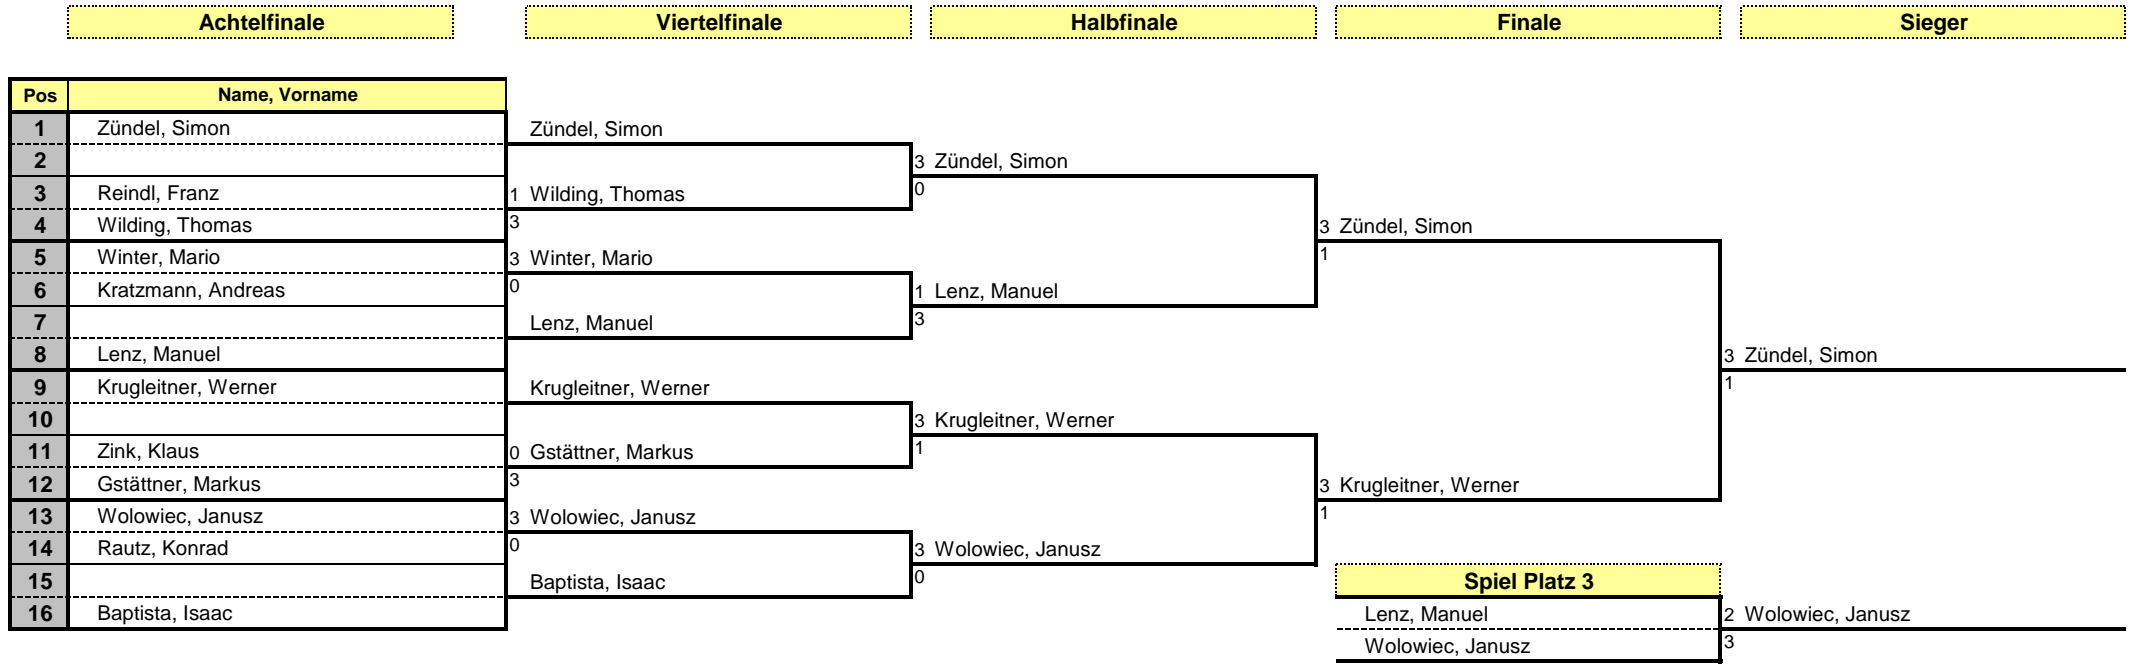 Achtelfinale Viertelfinale Halbfinale Finale Sieger
Pos Name, Vorname
1 Zündel, Simon Zündel, Simon
2 3 Zündel, Simon
3 Reindl, Franz 1 Wilding, Thomas 0
4 Wilding, Thomas 3 3 Zündel, Simon
5 Winter, Mario 3 Winter, Mario 1
6 Kratzmann, Andreas 0 1 Lenz, Manuel
7 Lenz, Manuel 3
8 Lenz, Manuel 3 Zündel, Simon
9 Krugleitner, Werner Krugleitner, Werner 1
10 3 Krugleitner, Werner
11 Zink, Klaus 0 Gstättner, Markus 1
12 Gstättner, Markus 3 3 Krugleitner, Werner
13 Wolowiec, Janusz 3 Wolowiec, Janusz 1
14 Rautz, Konrad 0 3 Wolowiec, Janusz
15 Baptista, Isaac 0 Spiel Platz 3
16 Baptista, Isaac Lenz, Manuel 2 Wolowiec, Janusz
Wolowiec, Janusz 3